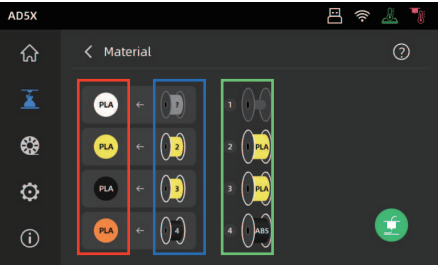 AD5X
Material
PLA ← ? 1
PLA ← 2 2 PLA
PLA ← 3 3 PLA
PLA ← 4 4 ABS